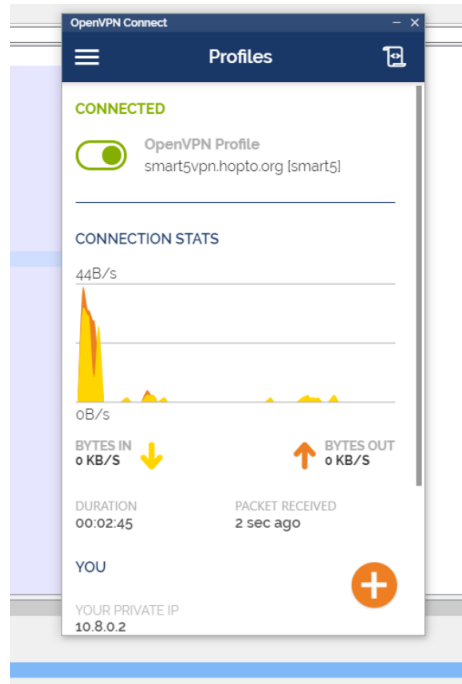 OpenVPN Connect
Profiles
CONNECTED
OpenVPN Profile
smart5vpn.hopto.org [smart5]
CONNECTION STATS
44B/s
0B/s
BYTES IN
0 KB/S
BYTES OUT
0 KB/S
DURATION
00:02:45
PACKET RECEIVED
2 sec ago
YOU
YOUR PRIVATE IP
10.8.0.2